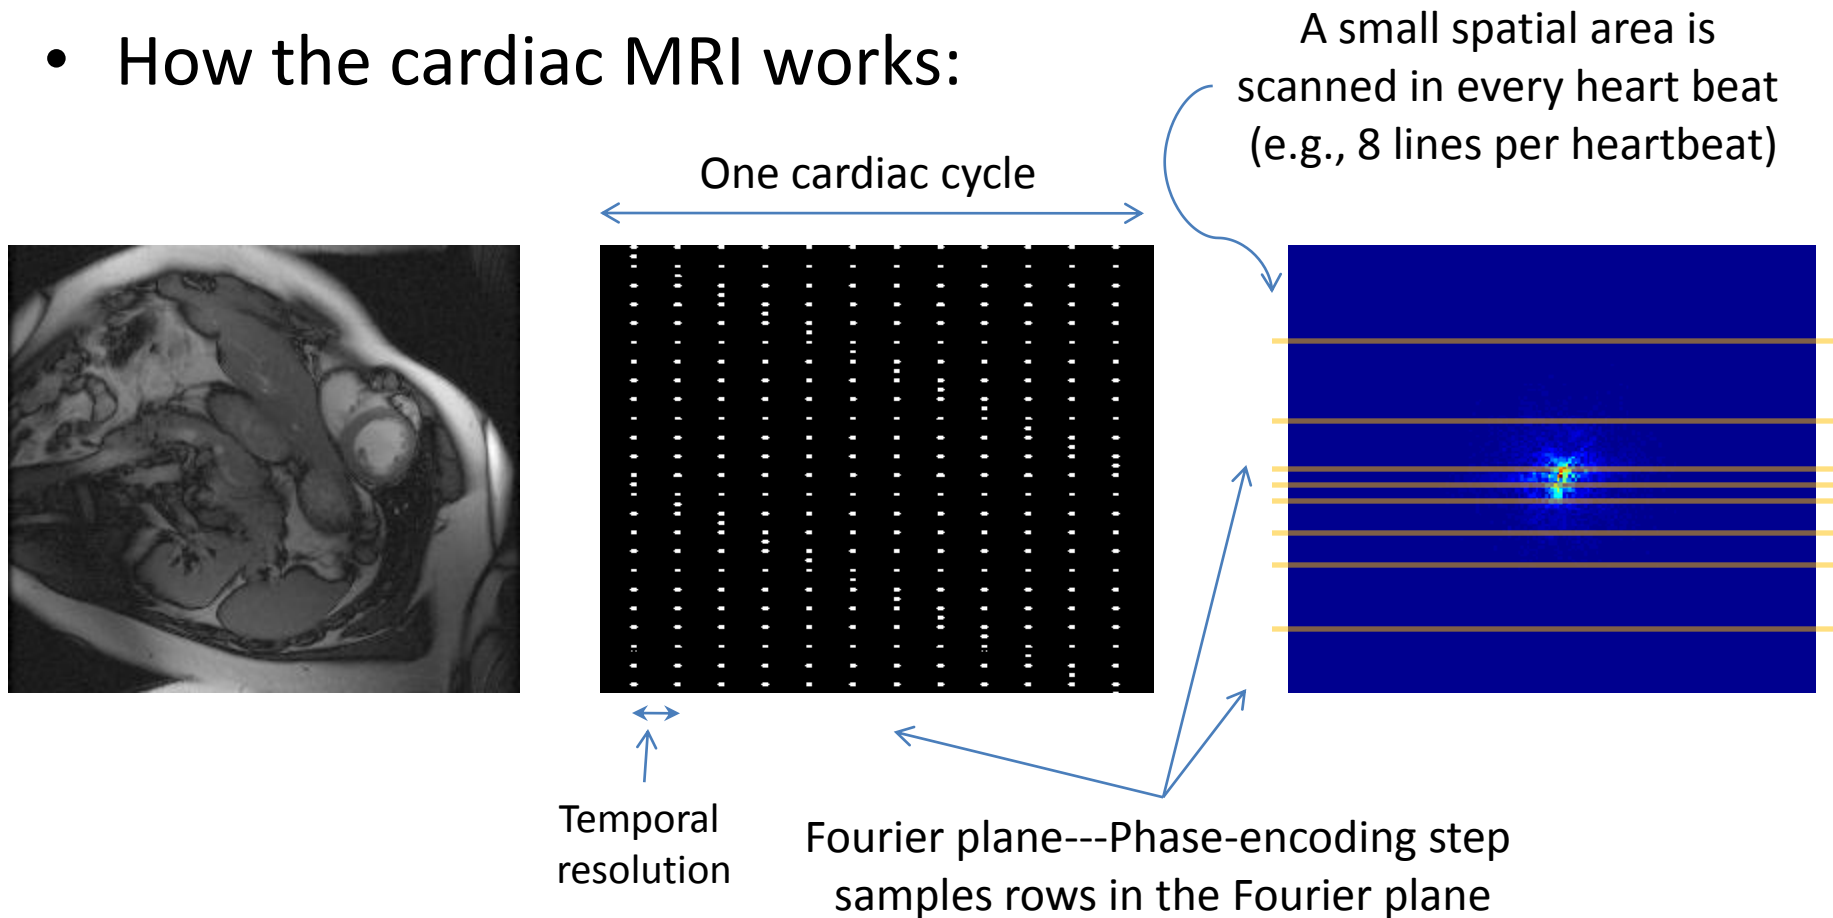 • How the cardiac MRI works:
A small spatial area is
scanned in every heart beat
(e.g., 8 lines per heartbeat)
One cardiac cycle
Temporal
resolution
Fourier plane---Phase-encoding step
samples rows in the Fourier plane